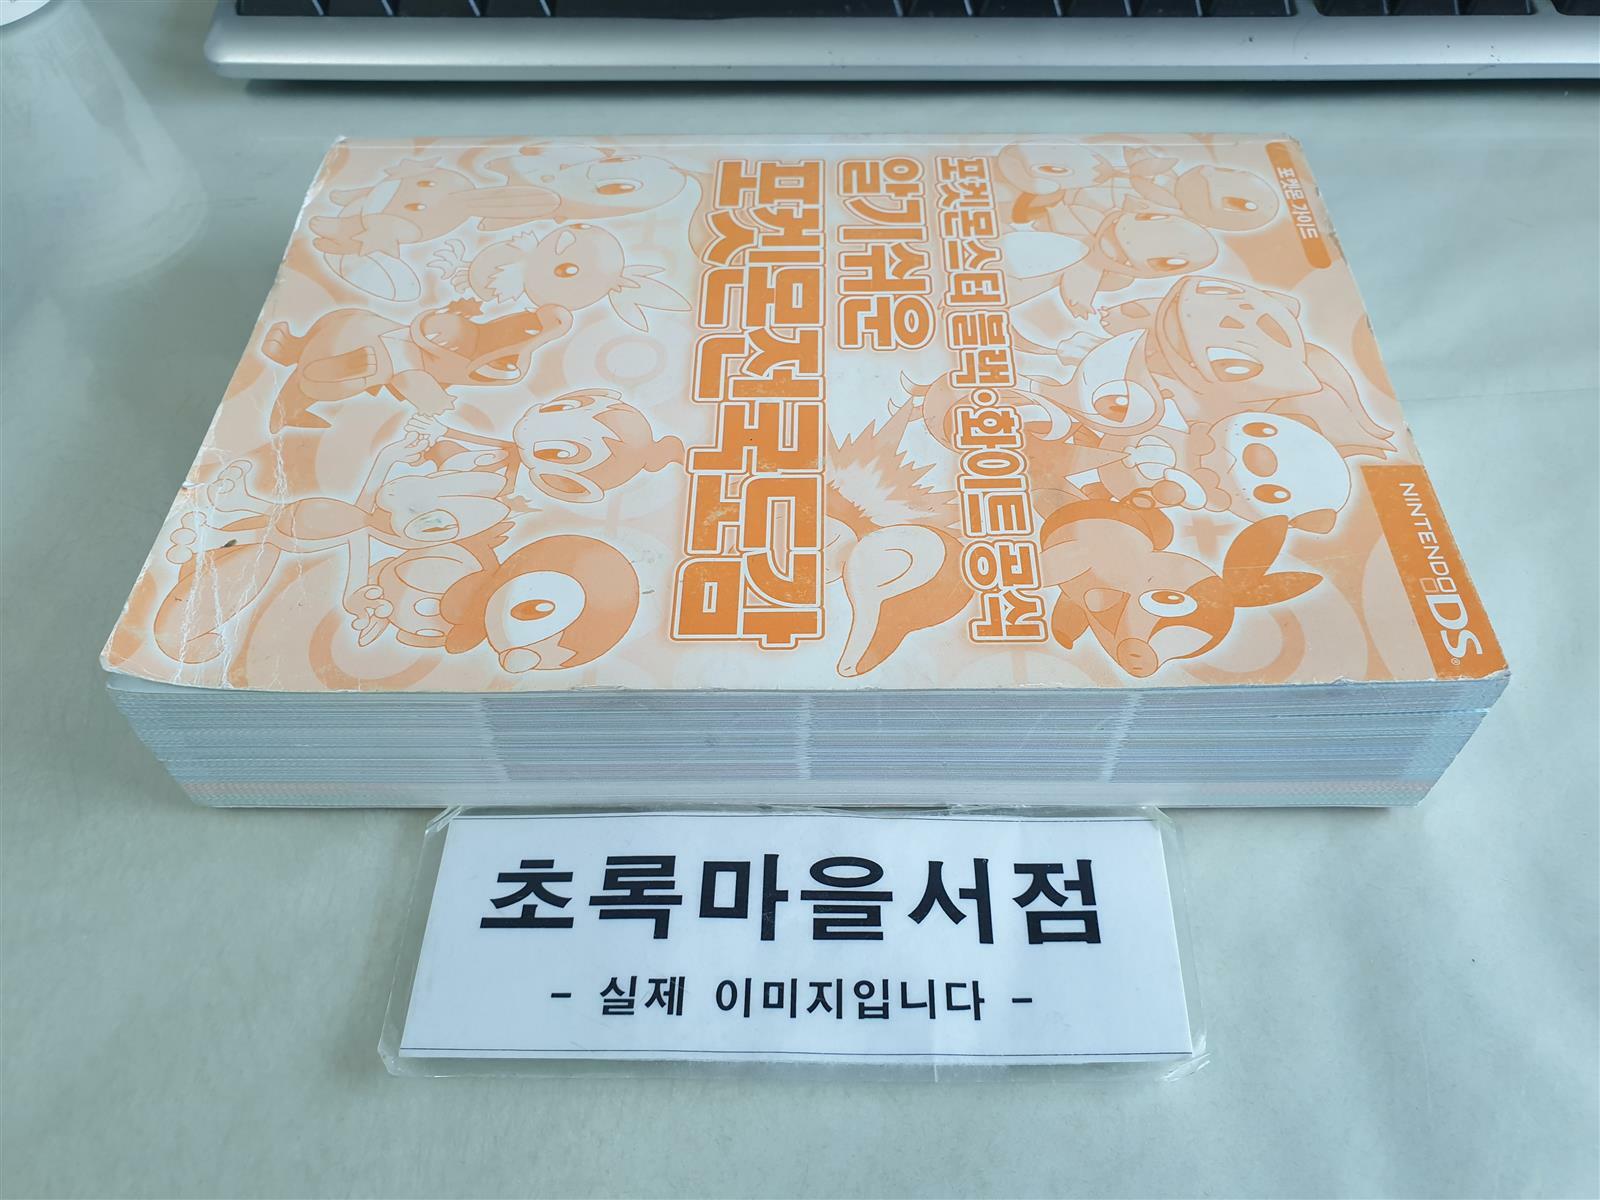 포켓몬 가이드
NINTENDO DS®
포켓몬스터 블랙·화이트 공식
알기쉬운
포켓몬 전국도감
초록마을서점
- 실제 이미지입니다 -